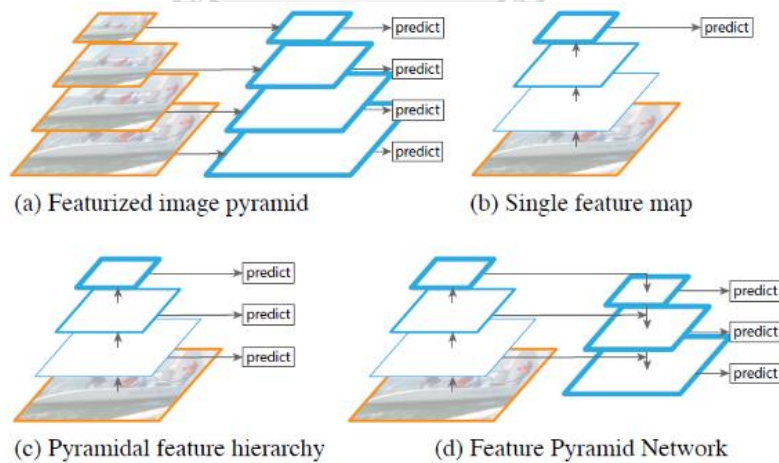 predict
predict
predict
predict
predict
(a) Featurized image pyramid
(b) Single feature map
predict
predict
predict
predict
predict
predict
(c) Pyramidal feature hierarchy
(d) Feature Pyramid Network